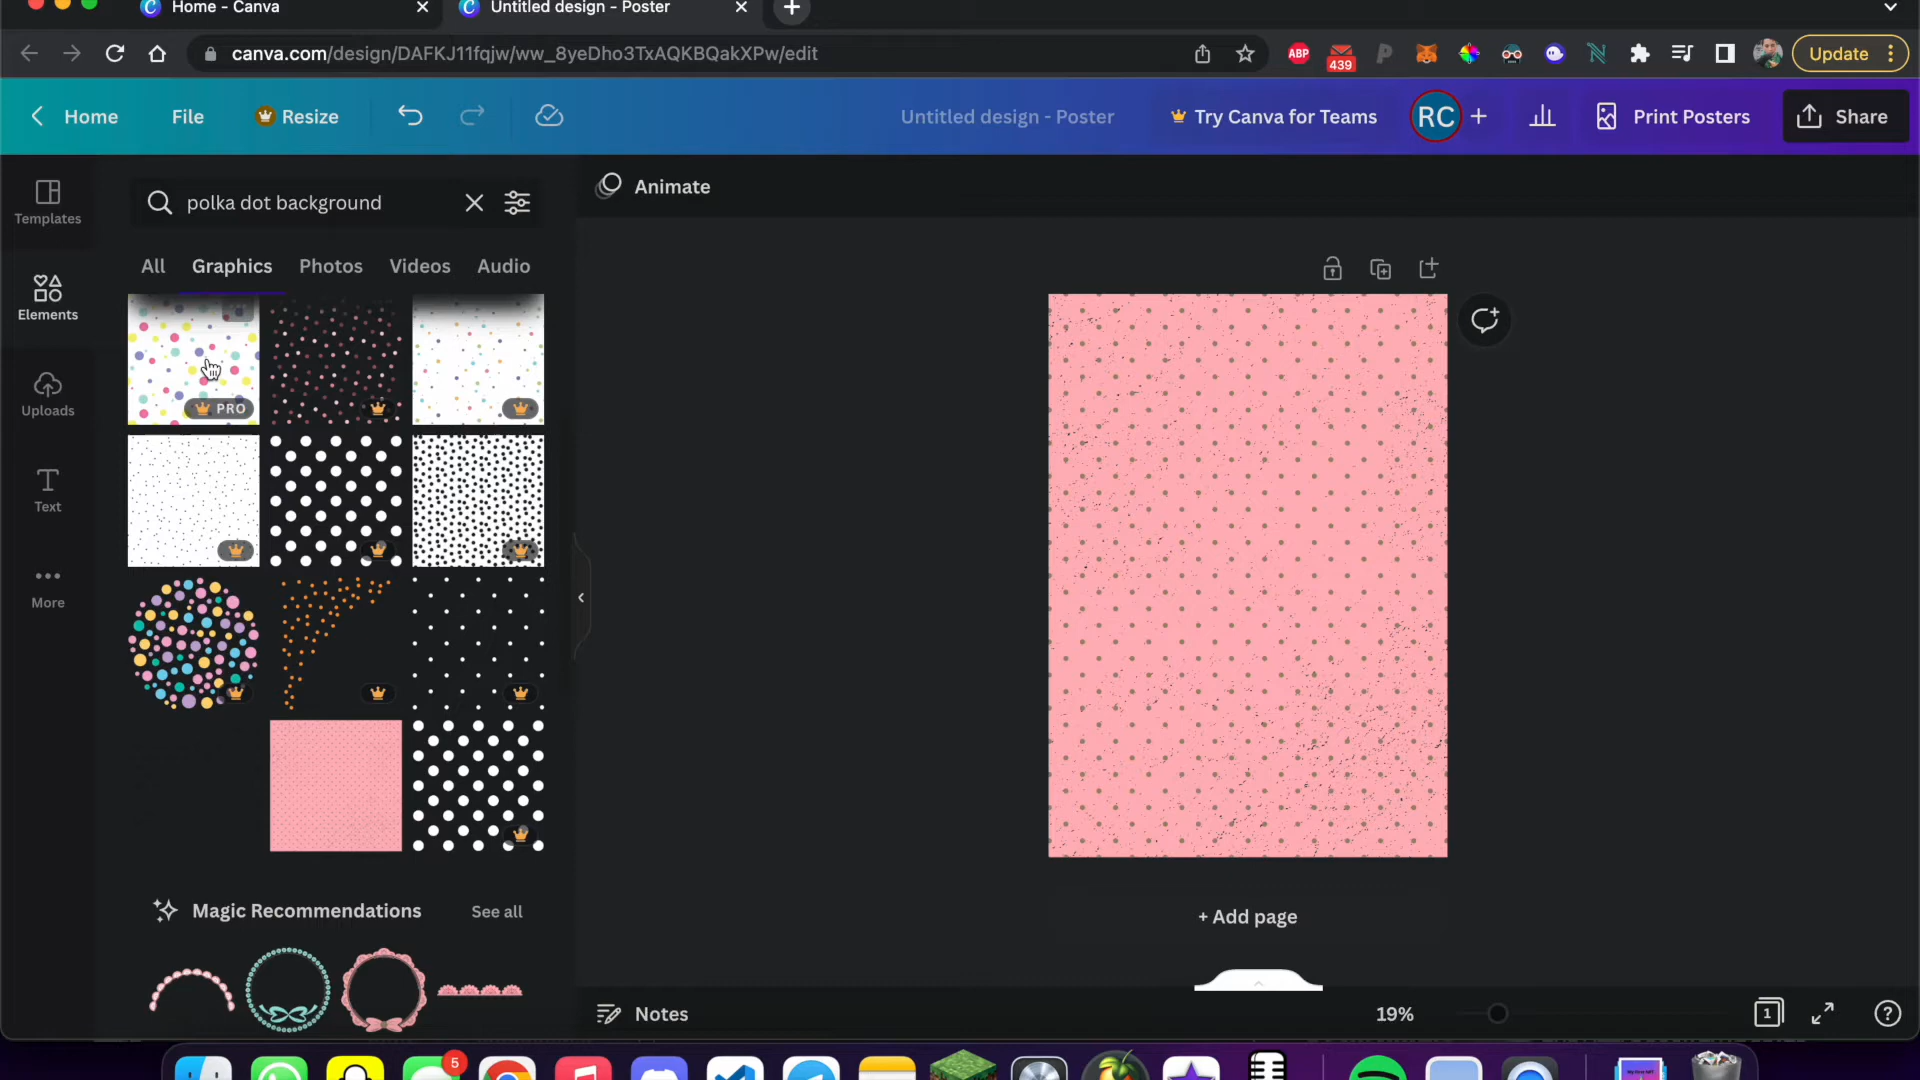 Home - Canva
Untitled design - Poster
canva.com/design/DAFKJ11fqjw/ww_8yeDho3TxAQKBQakXPw/edit
ABP
439
Update
Home
File
Resize
Untitled design - Poster
Try Canva for Teams
RC
Print Posters
Share
Templates
Elements
Uploads
Text
More
polka dot background
All
Graphics
Photos
Videos
Audio
PRO
Animate
Magic Recommendations
See all
+ Add page
Notes
19%
1
5